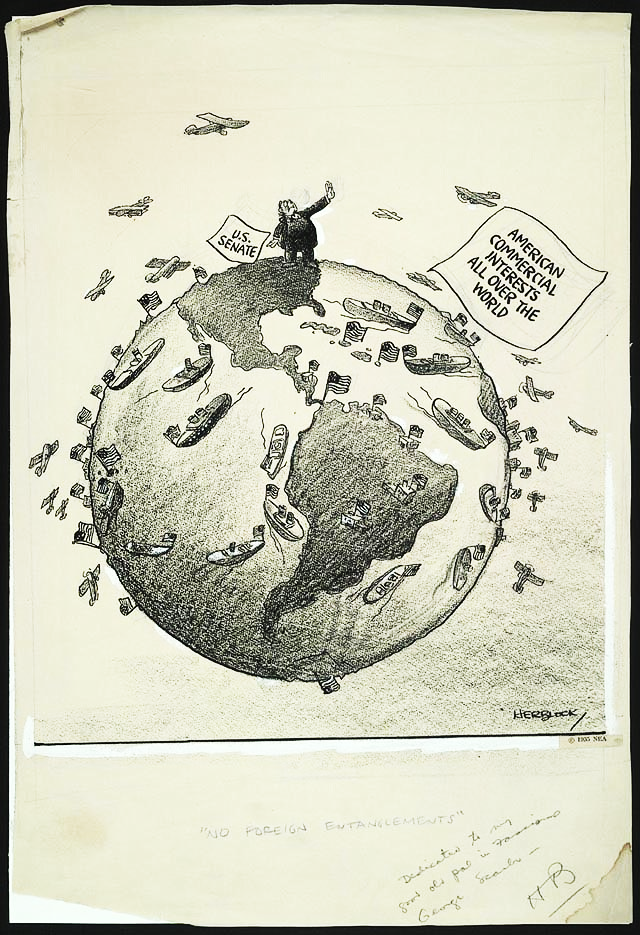 U.S.
SENATE
AMERICAN
COMMERCIAL
INTERESTS
ALL OVER THE
WORLD
HERBLOCK
© 1935 NEA
"NO FOREIGN ENTANGLEMENTS"
Dedicated to my
good old pal in
George
HB